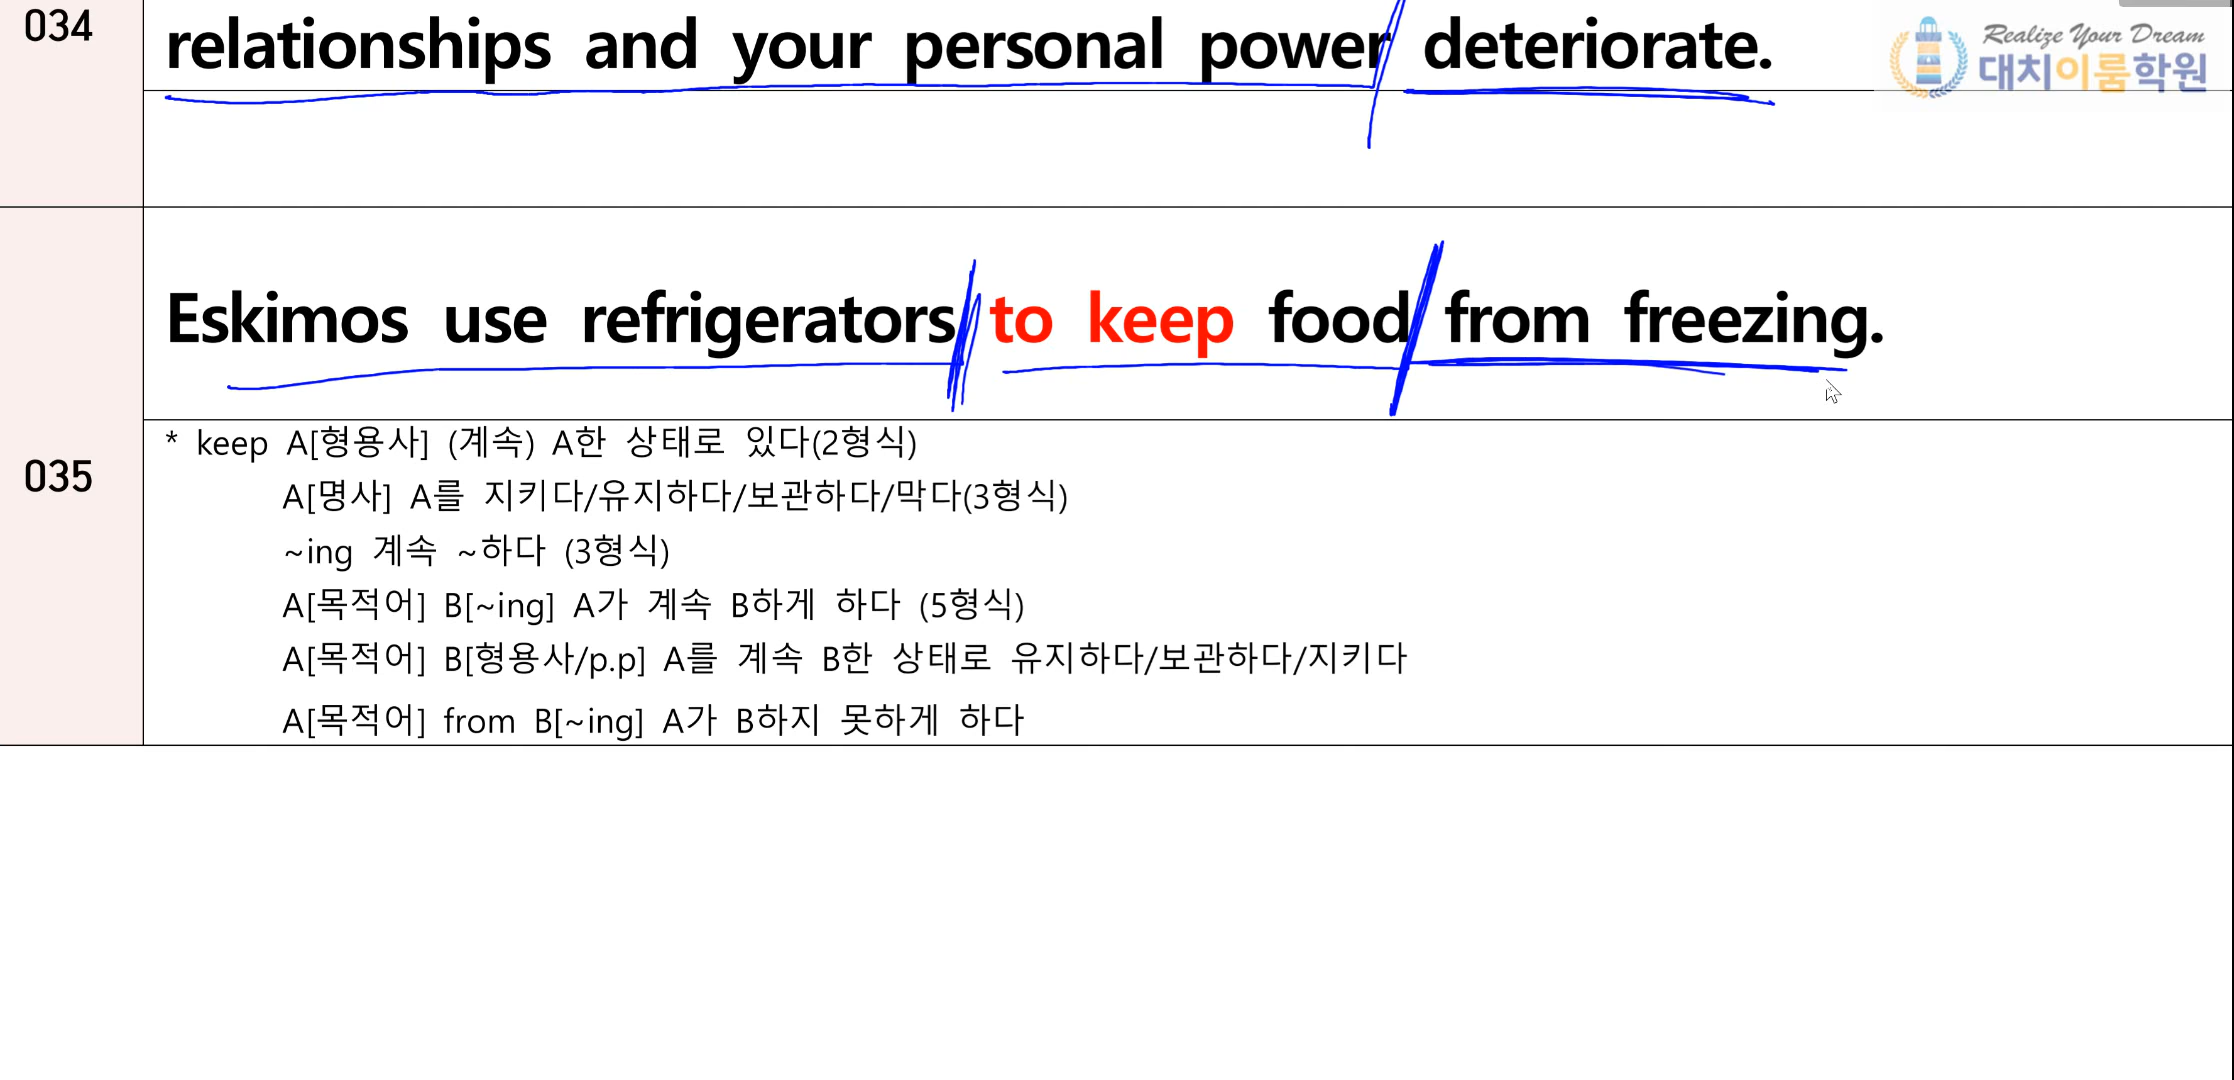 034
relationships and your personal power deteriorate.
Realize Your Dream
대치이룸학원
Eskimos use refrigerators to keep food from freezing.
035
* keep A[형용사] (계속) A한 상태로 있다(2형식)
A[명사] A를 지키다/유지하다/보관하다/막다(3형식)
~ing 계속 ~하다 (3형식)
A[목적어] B[~ing] A가 계속 B하게 하다 (5형식)
A[목적어] B[형용사/p.p] A를 계속 B한 상태로 유지하다/보관하다/지키다
A[목적어] from B[~ing] A가 B하지 못하게 하다